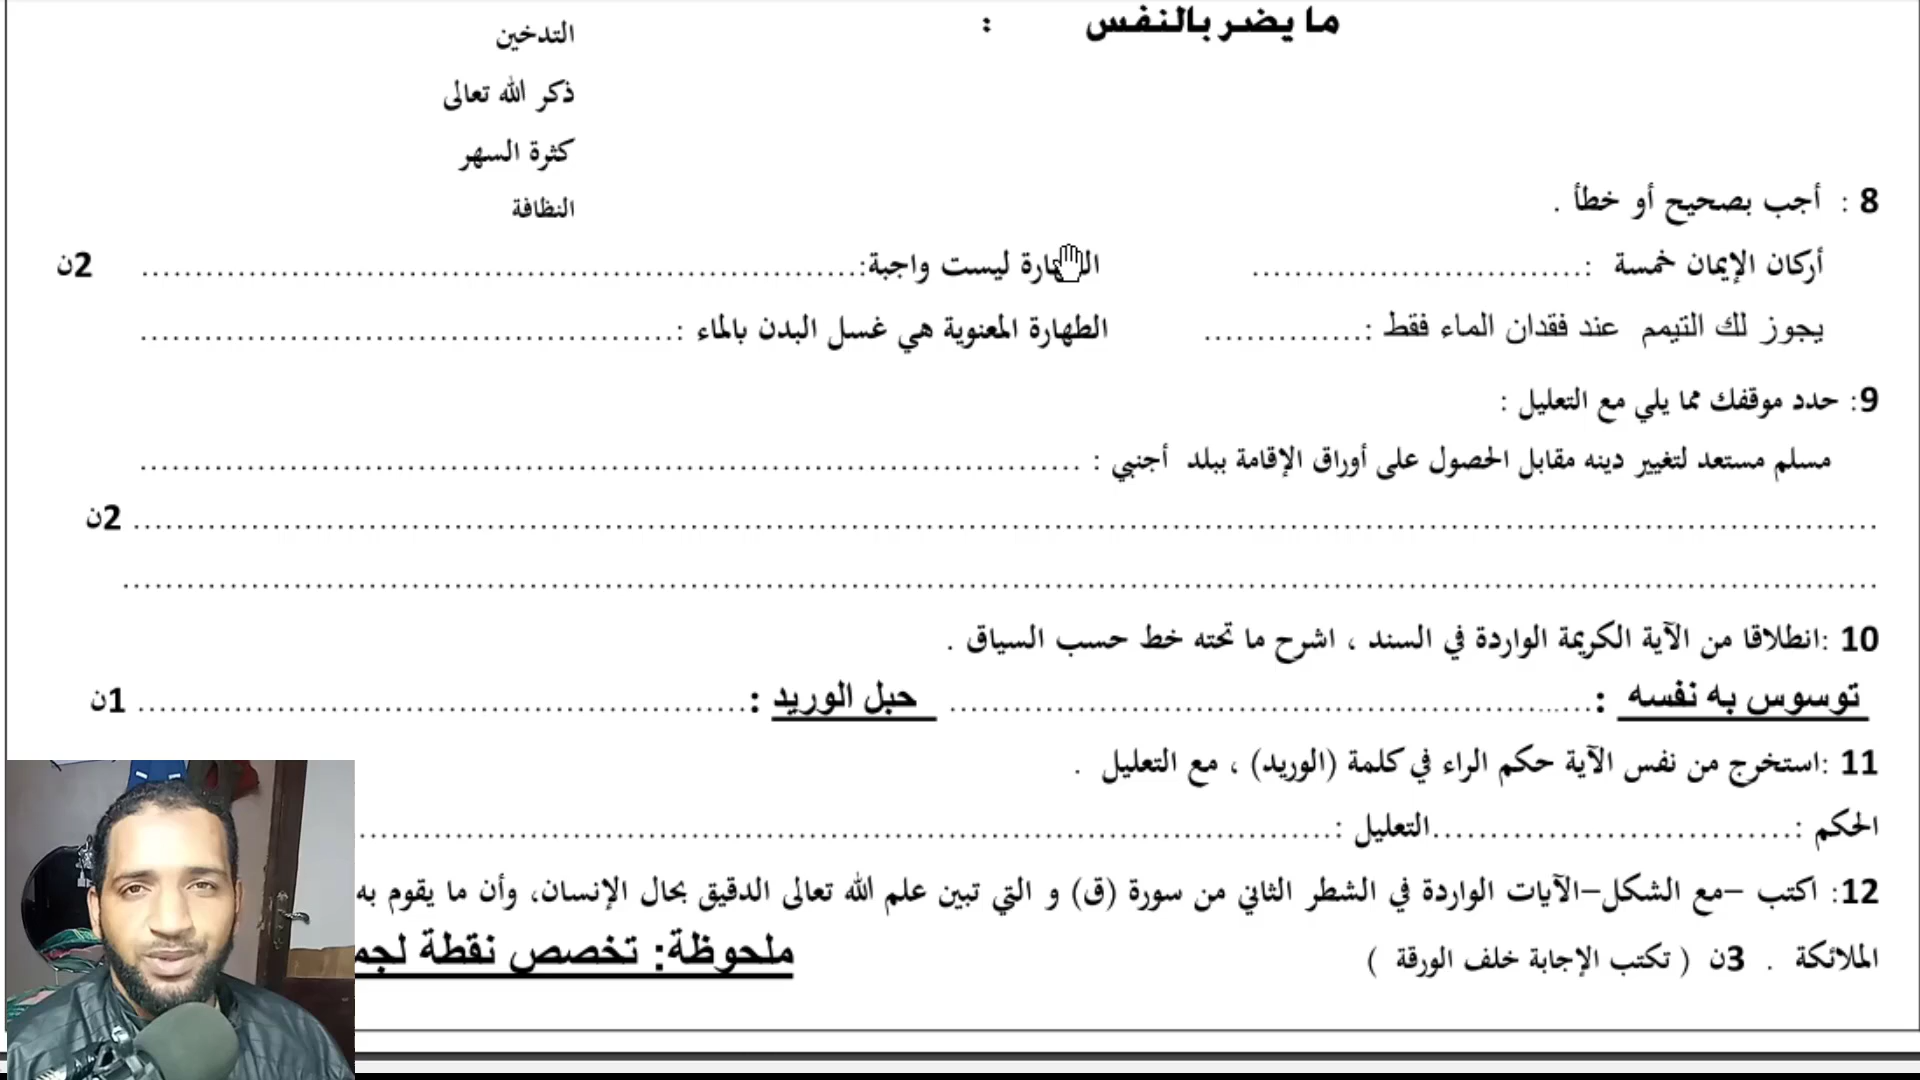 ما يضر بالنفس :
التدخين
ذكر الله تعالى
كثرة السهر
النظافة
8 : أجب بصحيح أو خطأ .
أركان الإيمان خمسة :............................... ليست واجبة:................................................................... 2ن
يجوز لك التيمم عند فقدان الماء فقط :............... الطهارة المعنوية هي غسل البدن بالماء :...................................................
9: حدد موقفك مما يلي مع التعليل :
مسلم مستعد لتغيير دينه مقابل الحصول على أوراق الإقامة ببلد أجنبي : ........................................................................................
.................................................................................................................................................................... 2ن
....................................................................................................................................................................
10 :انطلاقا من الآية الكريمة الواردة في السند ، اشرح ما تحته خط حسب السياق .
توسوس به نفسه :............................................................. حبل الوريد :......................................................... 1ن
11 :استخرج من نفس الآية حكم الراء في كلمة (الوريد) ، مع التعليل .
الحكم :..................................التعليل :............................................................................................
12: اكتب –مع الشكل–الآيات الواردة في الشطر الثاني من سورة (ق) و التي تبين علم الله تعالى الدقيق بحال الإنسان، وأن ما يقوم به
الملائكة . 3ن ( تكتب الإجابة خلف الورقة ) ملحوظة: تخصص نقطة